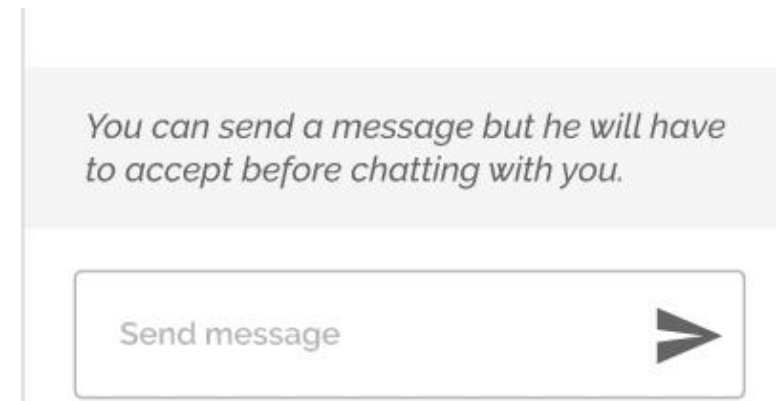 You can send a message but he will have
to accept before chatting with you.
Send message